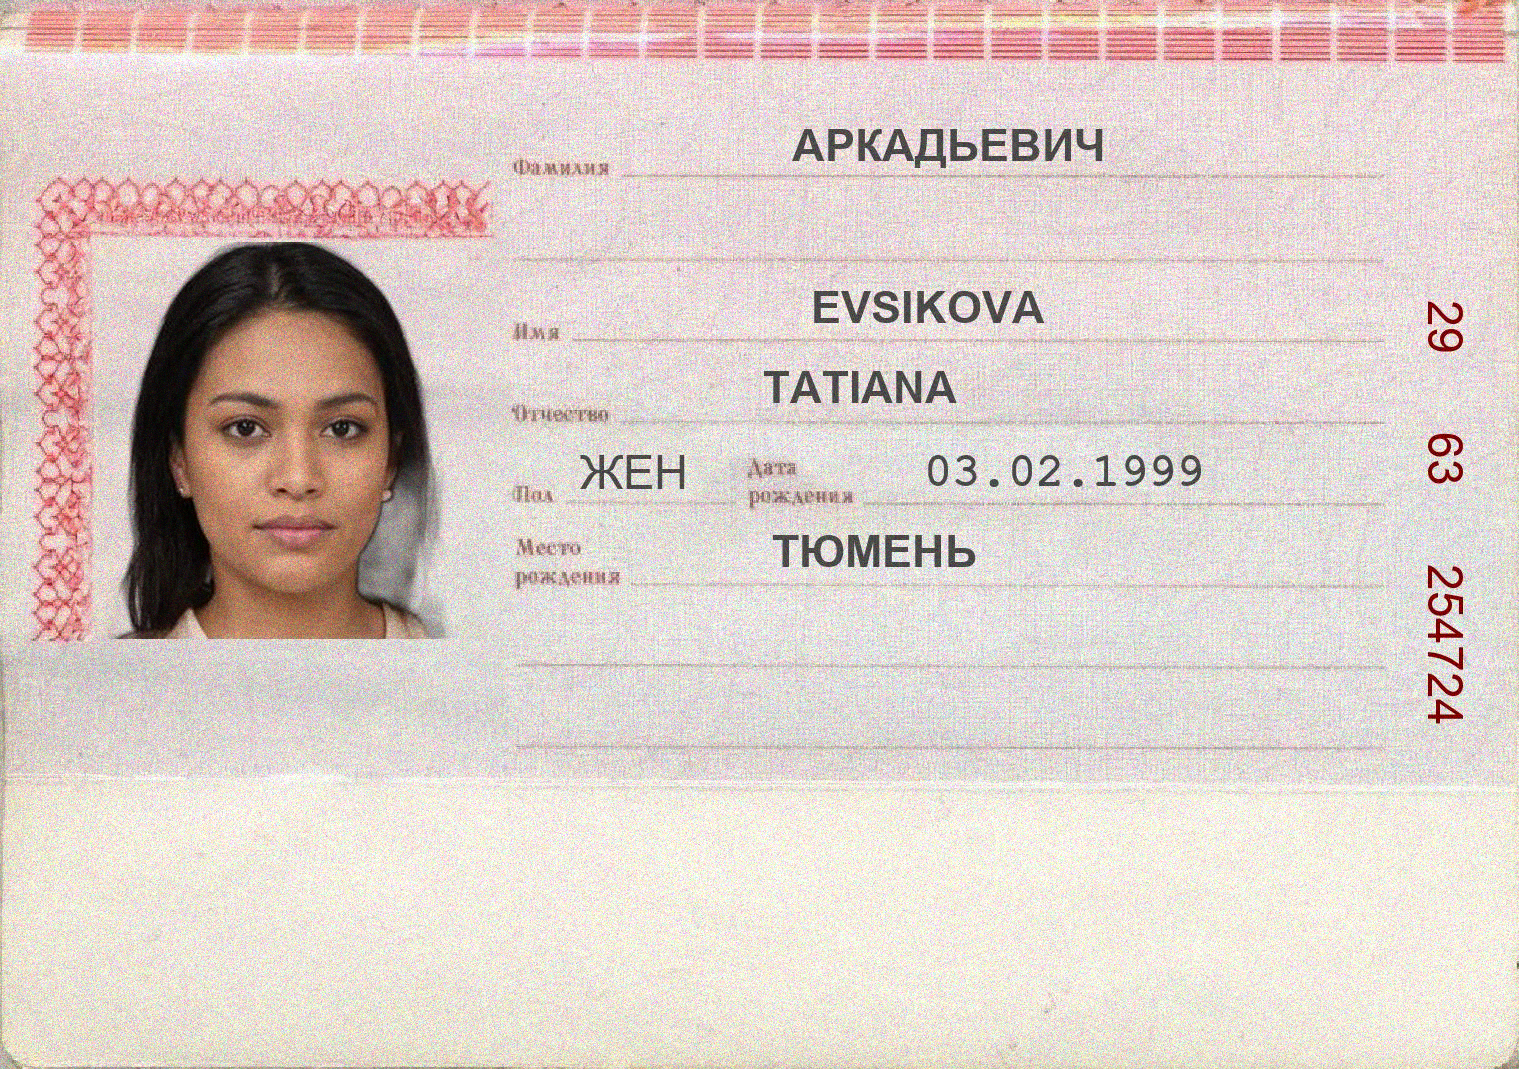 Фамилия АРКАДЬЕВИЧ
Имя EVSIKOVA
Отчество TATIANA
Пол ЖЕН Дата рождения 03.02.1999
Место рождения ТЮМЕНЬ
29 63 254724